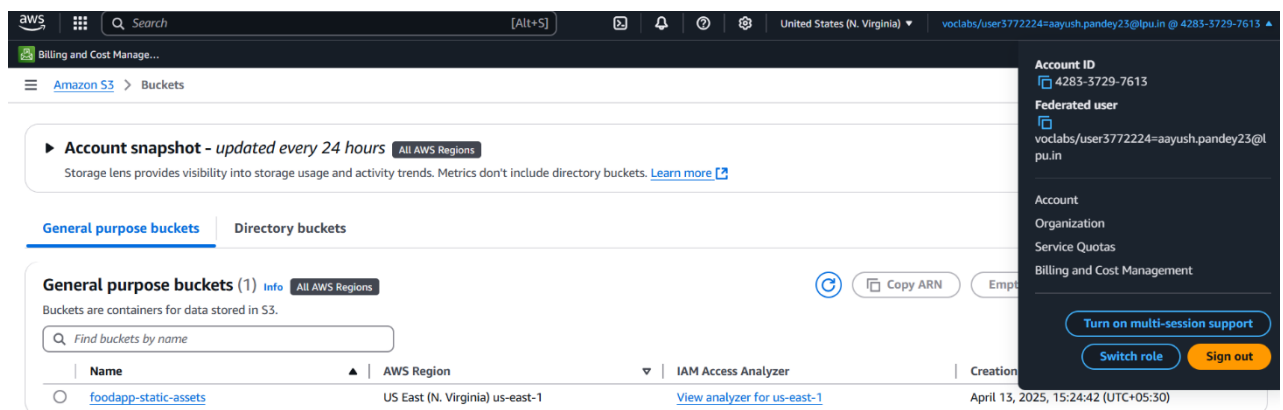 aws
Search [Alt+S] United States (N. Virginia) ▼ voclabs/user3772224=aayush.pandey23@lpu.in @ 4283-3729-7613 ▲
Billing and Cost Manage...
Amazon S3 > Buckets
Account ID
4283-3729-7613
Federated user
voclabs/user3772224=aayush.pandey23@l
pu.in
Account
Organization
Service Quotas
Billing and Cost Management
Turn on multi-session support
Switch role Sign out
Account snapshot - updated every 24 hours All AWS Regions
Storage lens provides visibility into storage usage and activity trends. Metrics don't include directory buckets. Learn more
General purpose buckets Directory buckets
General purpose buckets (1) Info All AWS Regions
Copy ARN Empt
Buckets are containers for data stored in S3.
Find buckets by name
Name ▲ AWS Region ▽ IAM Access Analyzer Creation
foodapp-static-assets US East (N. Virginia) us-east-1 View analyzer for us-east-1 April 13, 2025, 15:24:42 (UTC+05:30)